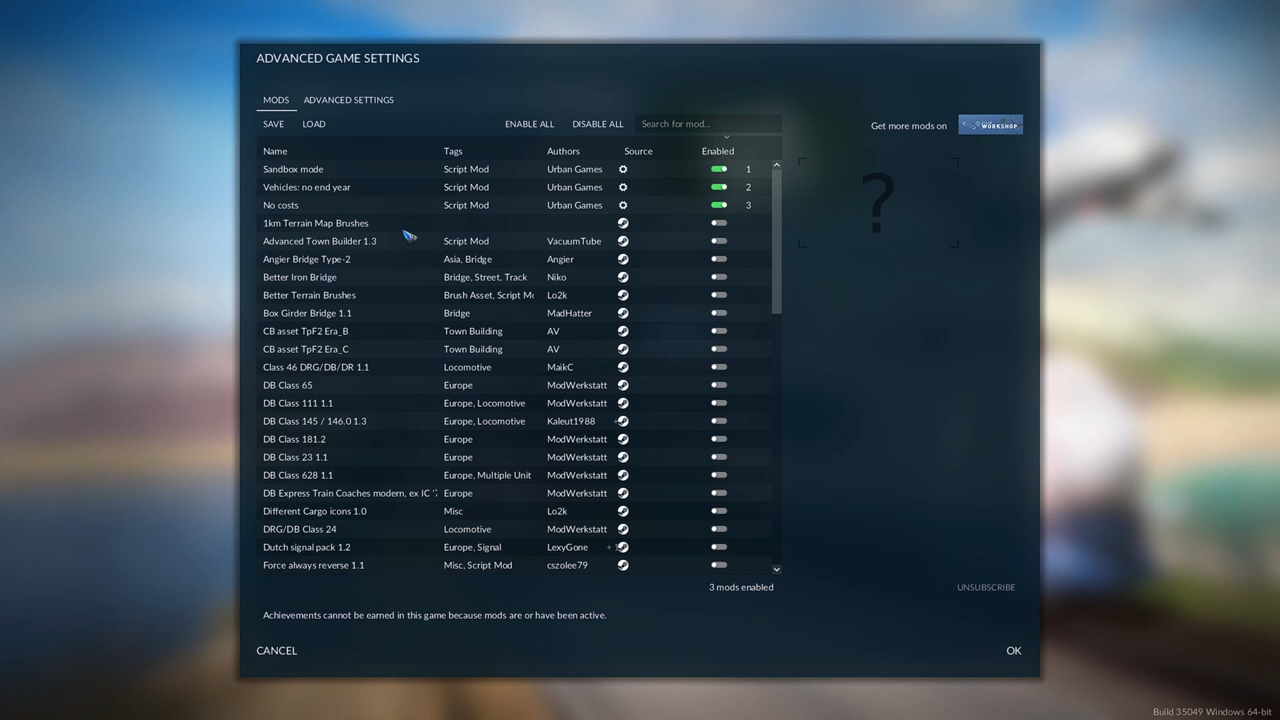 ADVANCED GAME SETTINGS
MODS ADVANCED SETTINGS
SAVE LOAD ENABLE ALL DISABLE ALL Search for mod... Get more mods on WORKSHOP
Name Tags Authors Source Enabled
Sandbox mode Script Mod Urban Games 1
Vehicles: no end year Script Mod Urban Games 2
No costs Script Mod Urban Games 3
1km Terrain Map Brushes
Advanced Town Builder 1.3 Script Mod VacuumTube
Angier Bridge Type-2 Asia, Bridge Angier
Better Iron Bridge Bridge, Street, Track Niko
Better Terrain Brushes Brush Asset, Script Mo Lo2k
Box Girder Bridge 1.1 Bridge MadHatter
CB asset TpF2 Era_B Town Building AV
CB asset TpF2 Era_C Town Building AV
Class 46 DRG/DB/DR 1.1 Locomotive MaikC
DB Class 65 Europe ModWerkstatt
DB Class 111 1.1 Europe, Locomotive ModWerkstatt
DB Class 145 / 146.0 1.3 Europe, Locomotive Kaleut1988
DB Class 181.2 Europe ModWerkstatt
DB Class 23 1.1 Europe ModWerkstatt
DB Class 628 1.1 Europe, Multiple Unit ModWerkstatt
DB Express Train Coaches modern, ex IC Europe ModWerkstatt
Different Cargo icons 1.0 Misc Lo2k
DRG/DB Class 24 Locomotive ModWerkstatt
Dutch signal pack 1.2 Europe, Signal LexyGone
Force always reverse 1.1 Misc, Script Mod cszolee79
3 mods enabled UNSUBSCRIBE
Achievements cannot be earned in this game because mods are or have been active.
CANCEL OK
Build 35049 Windows 64-bit